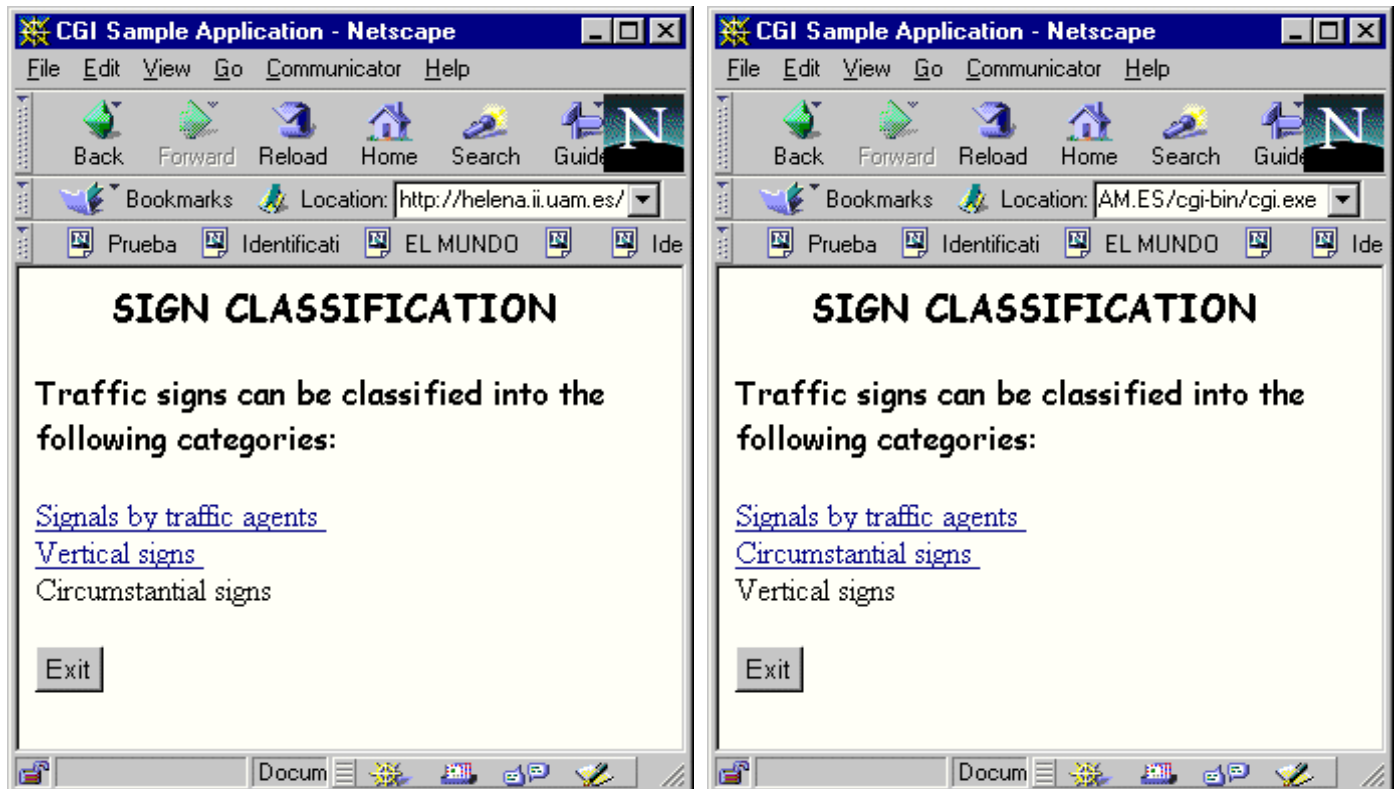 CGI Sample Application - Netscape
File Edit View Go Communicator Help
Back Forward Reload Home Search Guide
N
Bookmarks Location: http://helena.ii.uam.es/
Prueba Identificati EL MUNDO Ide
SIGN CLASSIFICATION
Traffic signs can be classified into the
following categories:
Signals by traffic agents
Vertical signs
Circumstantial signs
Exit
Docum
CGI Sample Application - Netscape
File Edit View Go Communicator Help
Back Forward Reload Home Search Guide
N
Bookmarks Location: AM.ES/cgi-bin/cgi.exe
Prueba Identificati EL MUNDO Ide
SIGN CLASSIFICATION
Traffic signs can be classified into the
following categories:
Signals by traffic agents
Circumstantial signs
Vertical signs
Exit
Docum